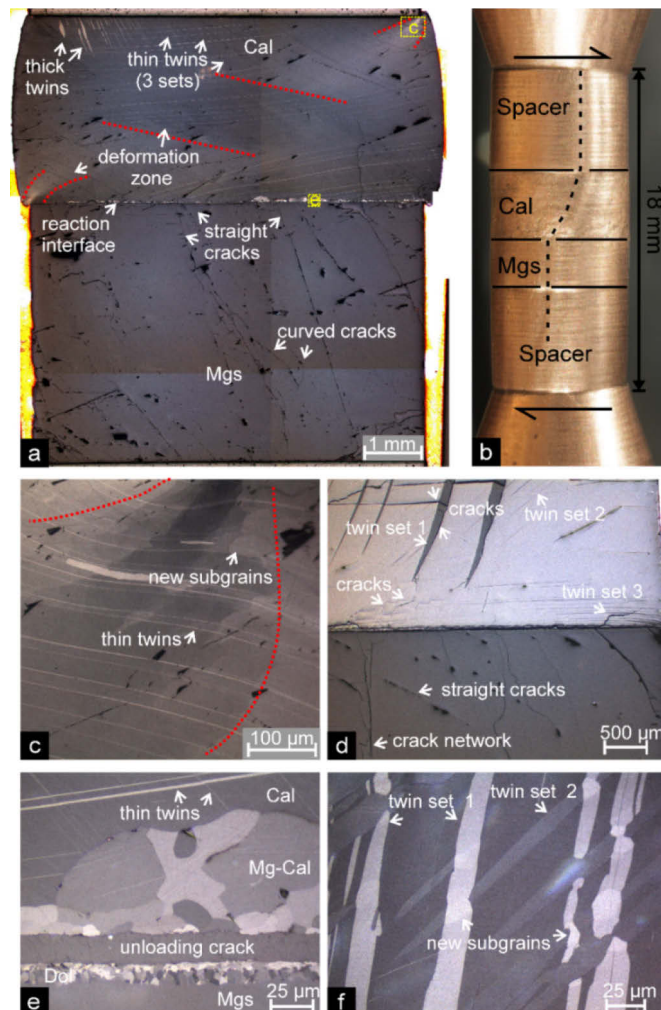 Cal
c
thick
twins
thin twins
(3 sets)
deformation
zone
e
reaction
interface
straight
cracks
curved cracks
Mgs
1 mm
a
Spacer
Cal
Mgs
Spacer
18 mm
b
new subgrains
thin twins
100 µm
c
cracks
twin set 1
twin set 2
cracks
twin set 3
straight cracks
crack network
500 µm
d
thin twins
Cal
Mg-Cal
unloading crack
Dol
Mgs
25 µm
e
twin set 1
twin set 2
new subgrains
25 µm
f